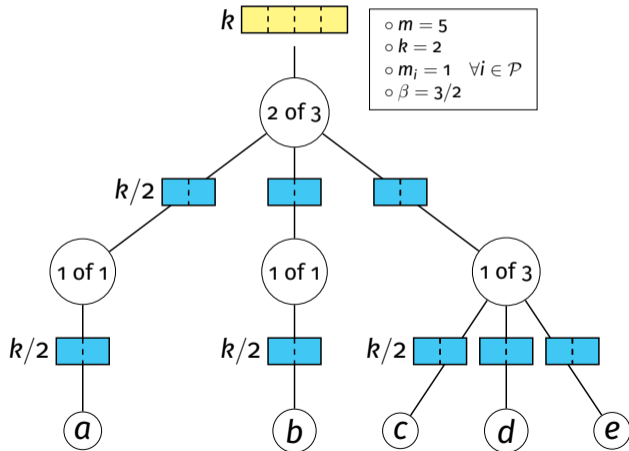 k
◦ m = 5
◦ k = 2
◦ mᵢ = 1 ∀i ∈ 𝒫
◦ β = 3/2
2 of 3
k/2
1 of 1
1 of 1
1 of 3
k/2
k/2
k/2
a
b
c
d
e